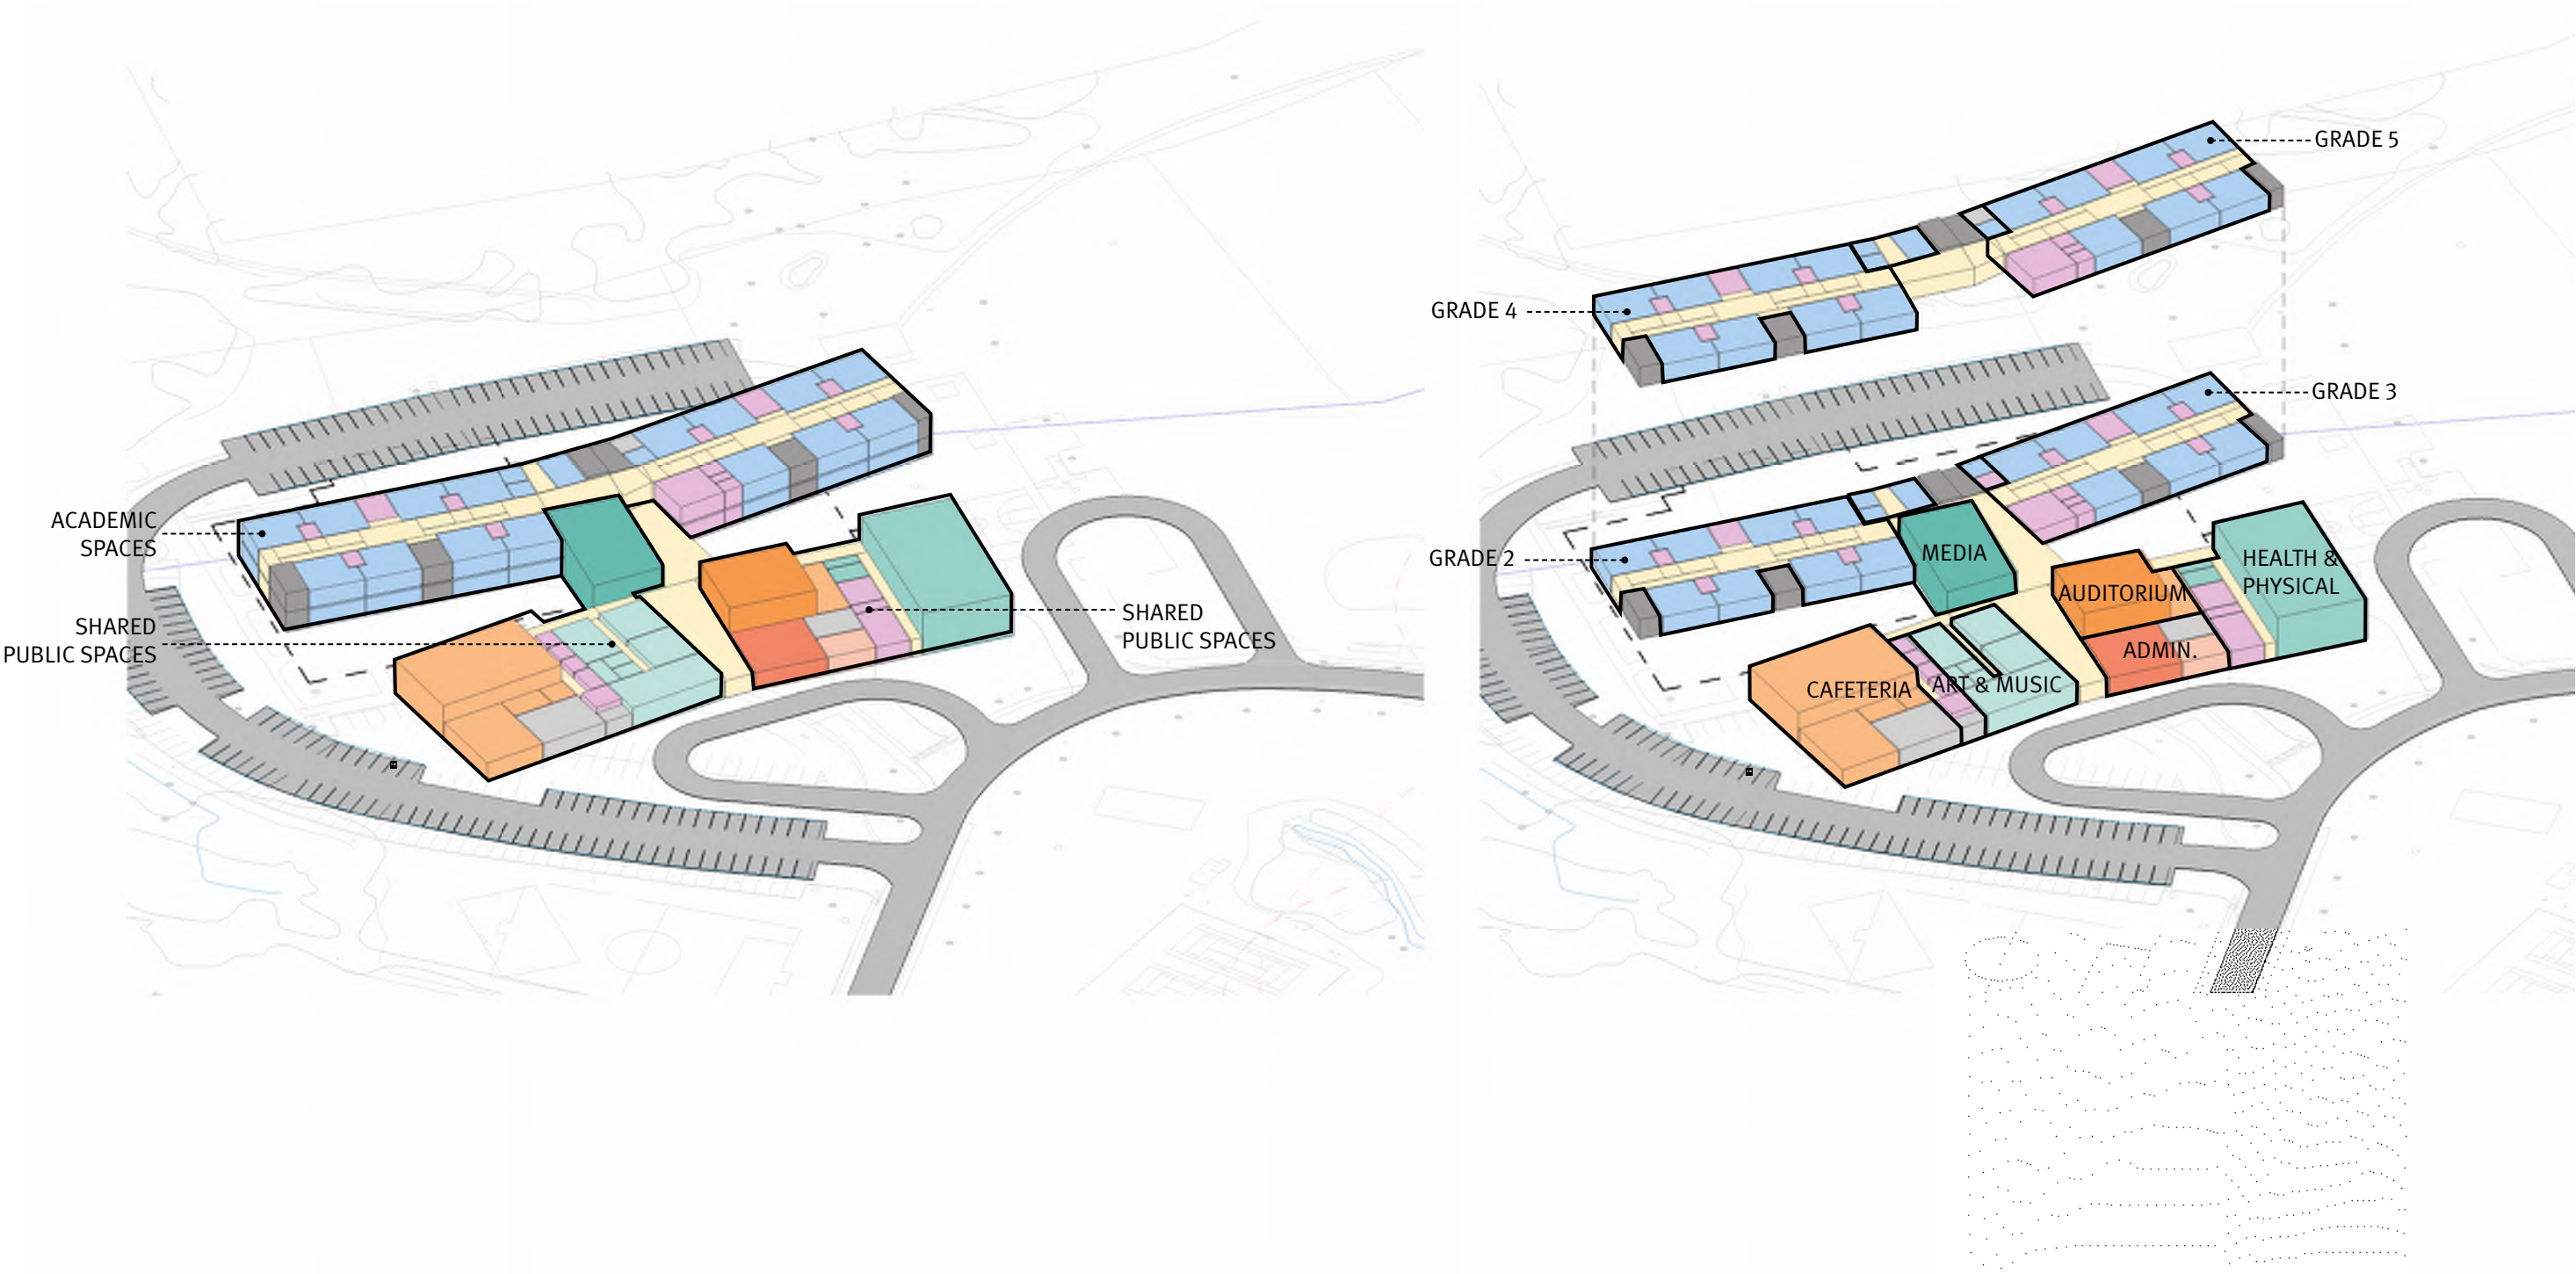 ACADEMIC
SPACES
SHARED
PUBLIC SPACES
SHARED
PUBLIC SPACES
GRADE 5
GRADE 4
GRADE 3
GRADE 2
MEDIA
HEALTH &
PHYSICAL
AUDITORIUM
ADMIN.
CAFETERIA
ART & MUSIC